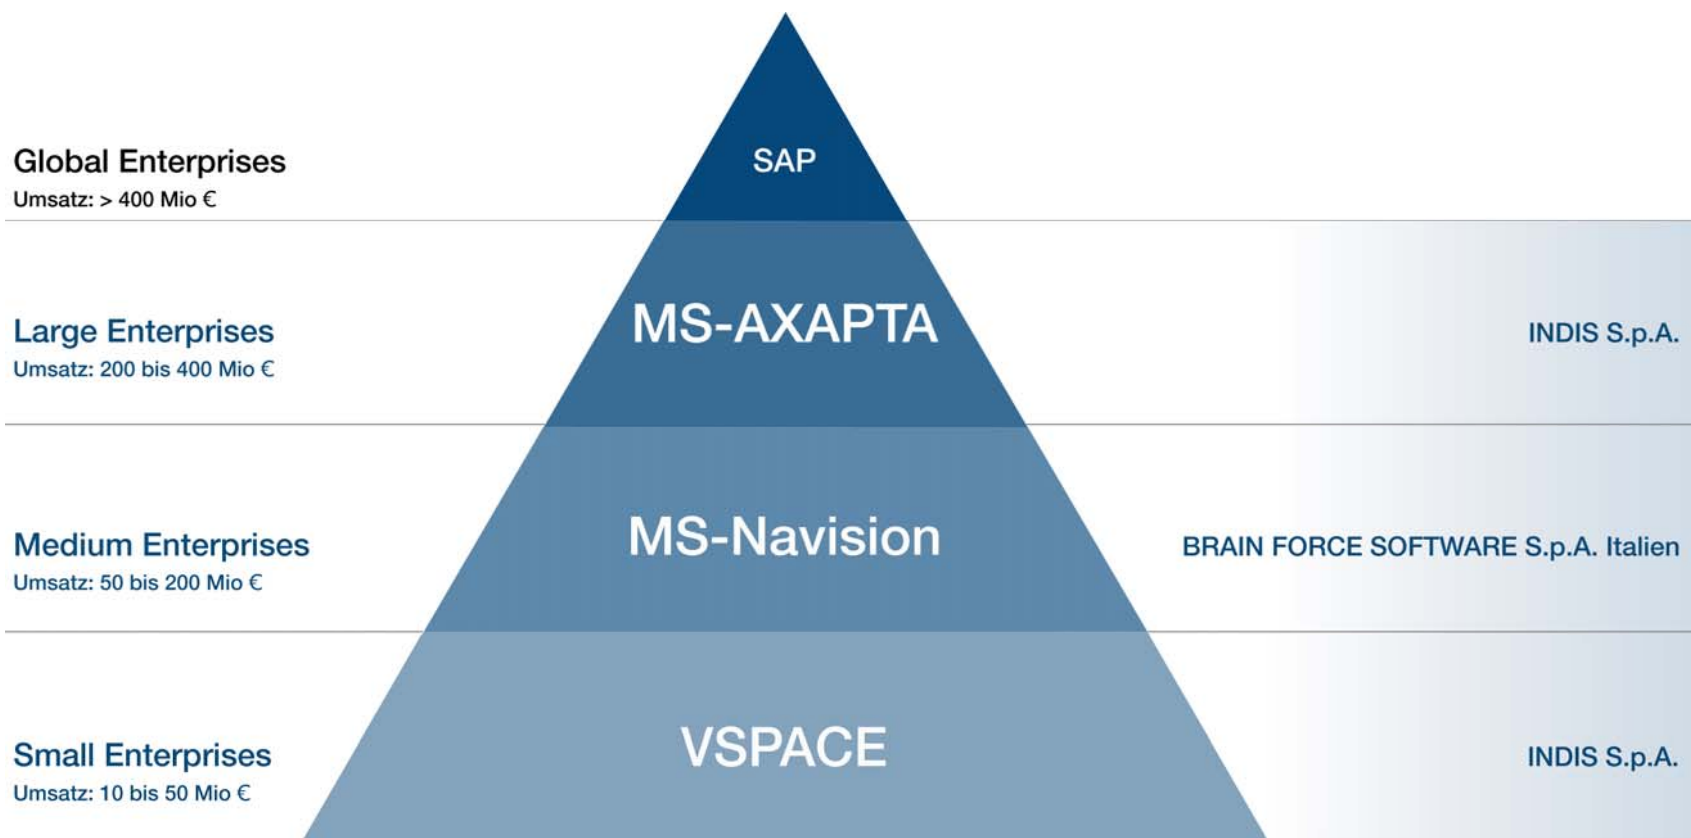 Global Enterprises
Umsatz: > 400 Mio €
SAP
Large Enterprises
Umsatz: 200 bis 400 Mio €
MS-AXAPTA
INDIS S.p.A.
Medium Enterprises
Umsatz: 50 bis 200 Mio €
MS-Navision
BRAIN FORCE SOFTWARE S.p.A. Italien
Small Enterprises
Umsatz: 10 bis 50 Mio €
VSPACE
INDIS S.p.A.